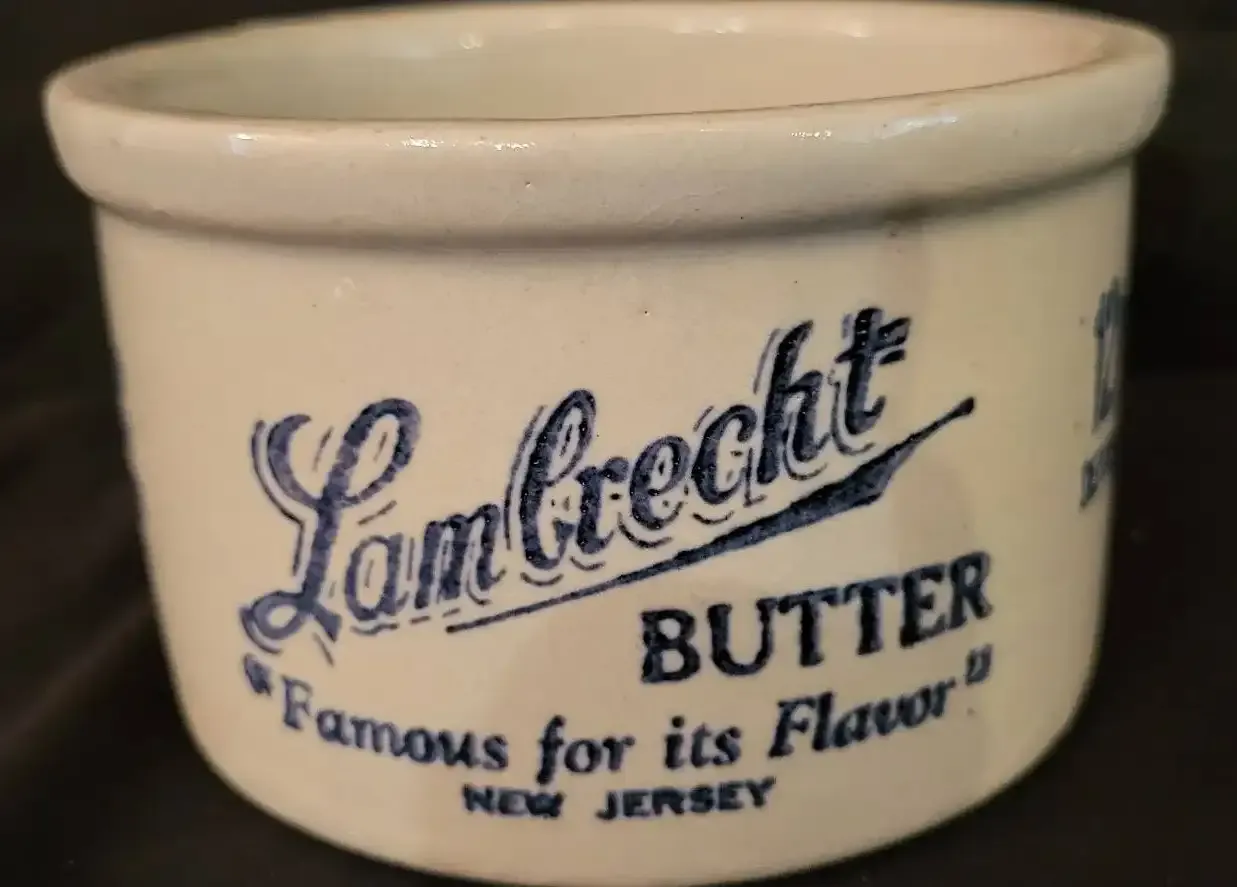 Lambrecht
BUTTER
"Famous for its Flavor"
NEW JERSEY